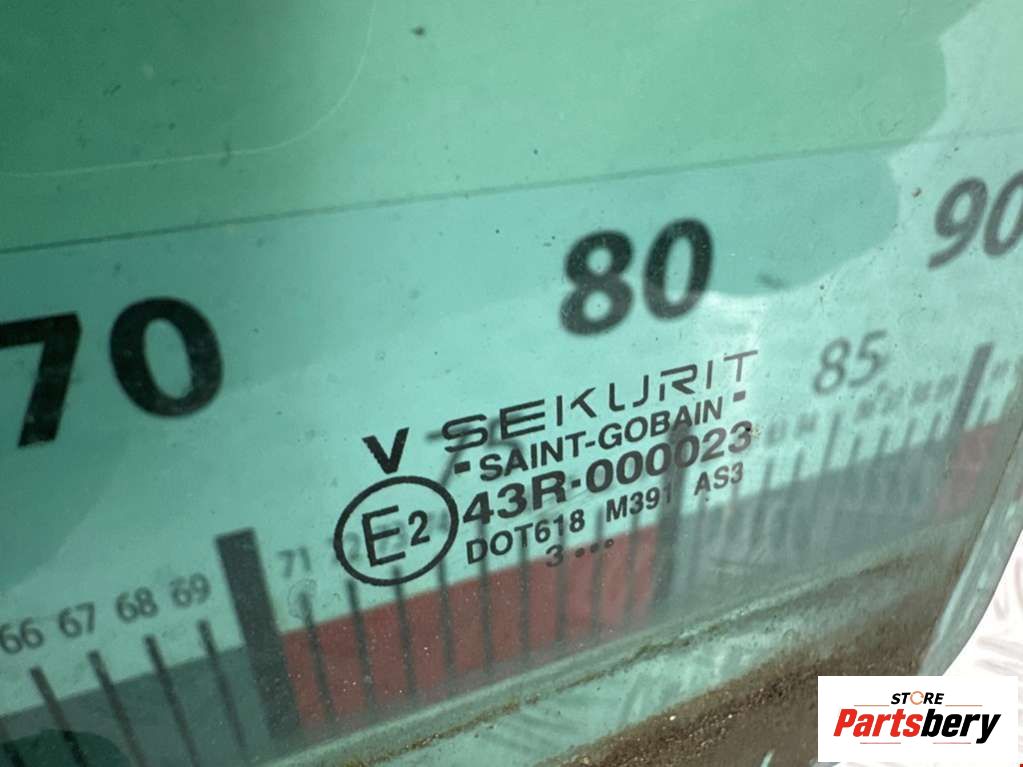 70 80 90
85
V SEKURIT
- SAINT-GOBAIN -
E2 43R-000023
DOT618 M391 AS3
3 •••
66 67 68 69 71
STORE
Partsbery